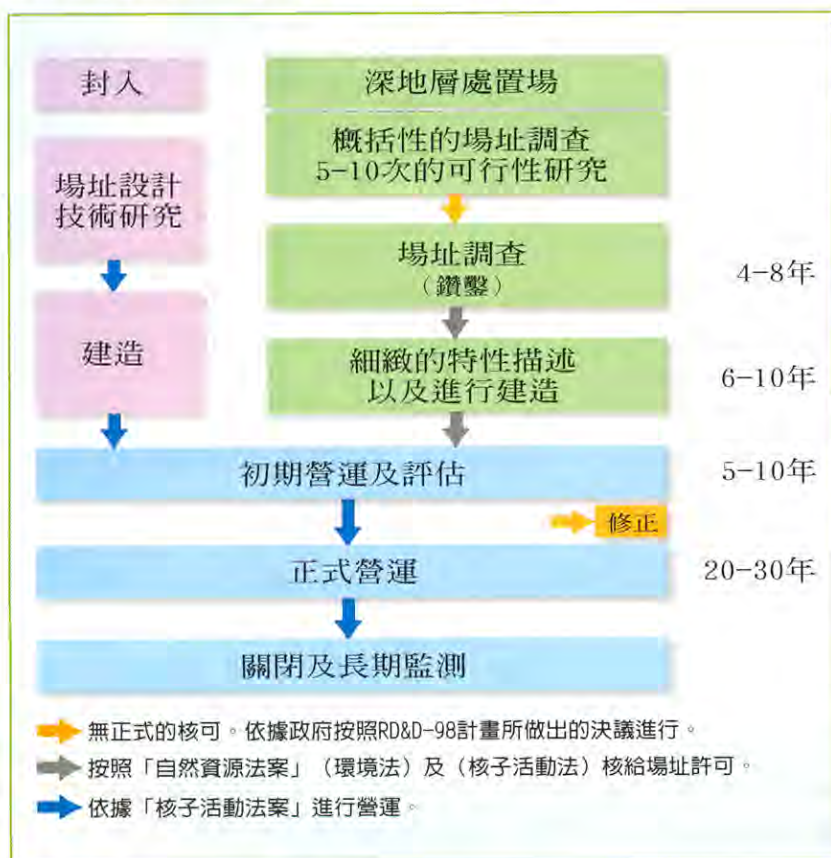 封入
深地層處置場
概括性的場址調查
5-10次的可行性研究
場址設計
技術研究
場址調查
(鑽鑿)
4-8年
建造
細緻的特性描述
以及進行建造
6-10年
初期營運及評估
5-10年
修正
正式營運
20-30年
關閉及長期監測
無正式的核可。依據政府按照RD&D-98計畫所做出的決議進行。
按照「自然資源法案」(環境法)及(核子活動法)核給場址許可。
依據「核子活動法案」進行營運。